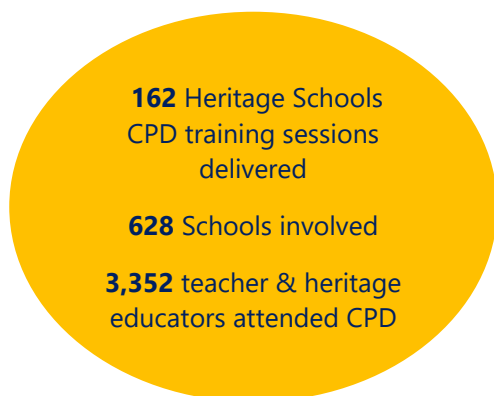 162 Heritage Schools
CPD training sessions
delivered
628 Schools involved
3,352 teacher & heritage
educators attended CPD